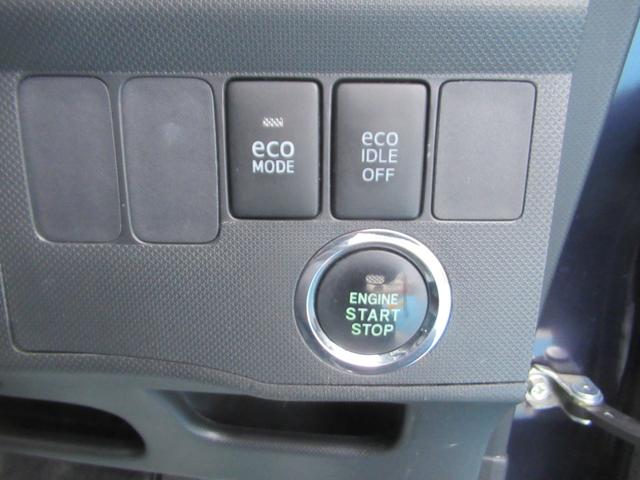 eco
MODE
eco
IDLE
OFF
ENGINE
START
STOP